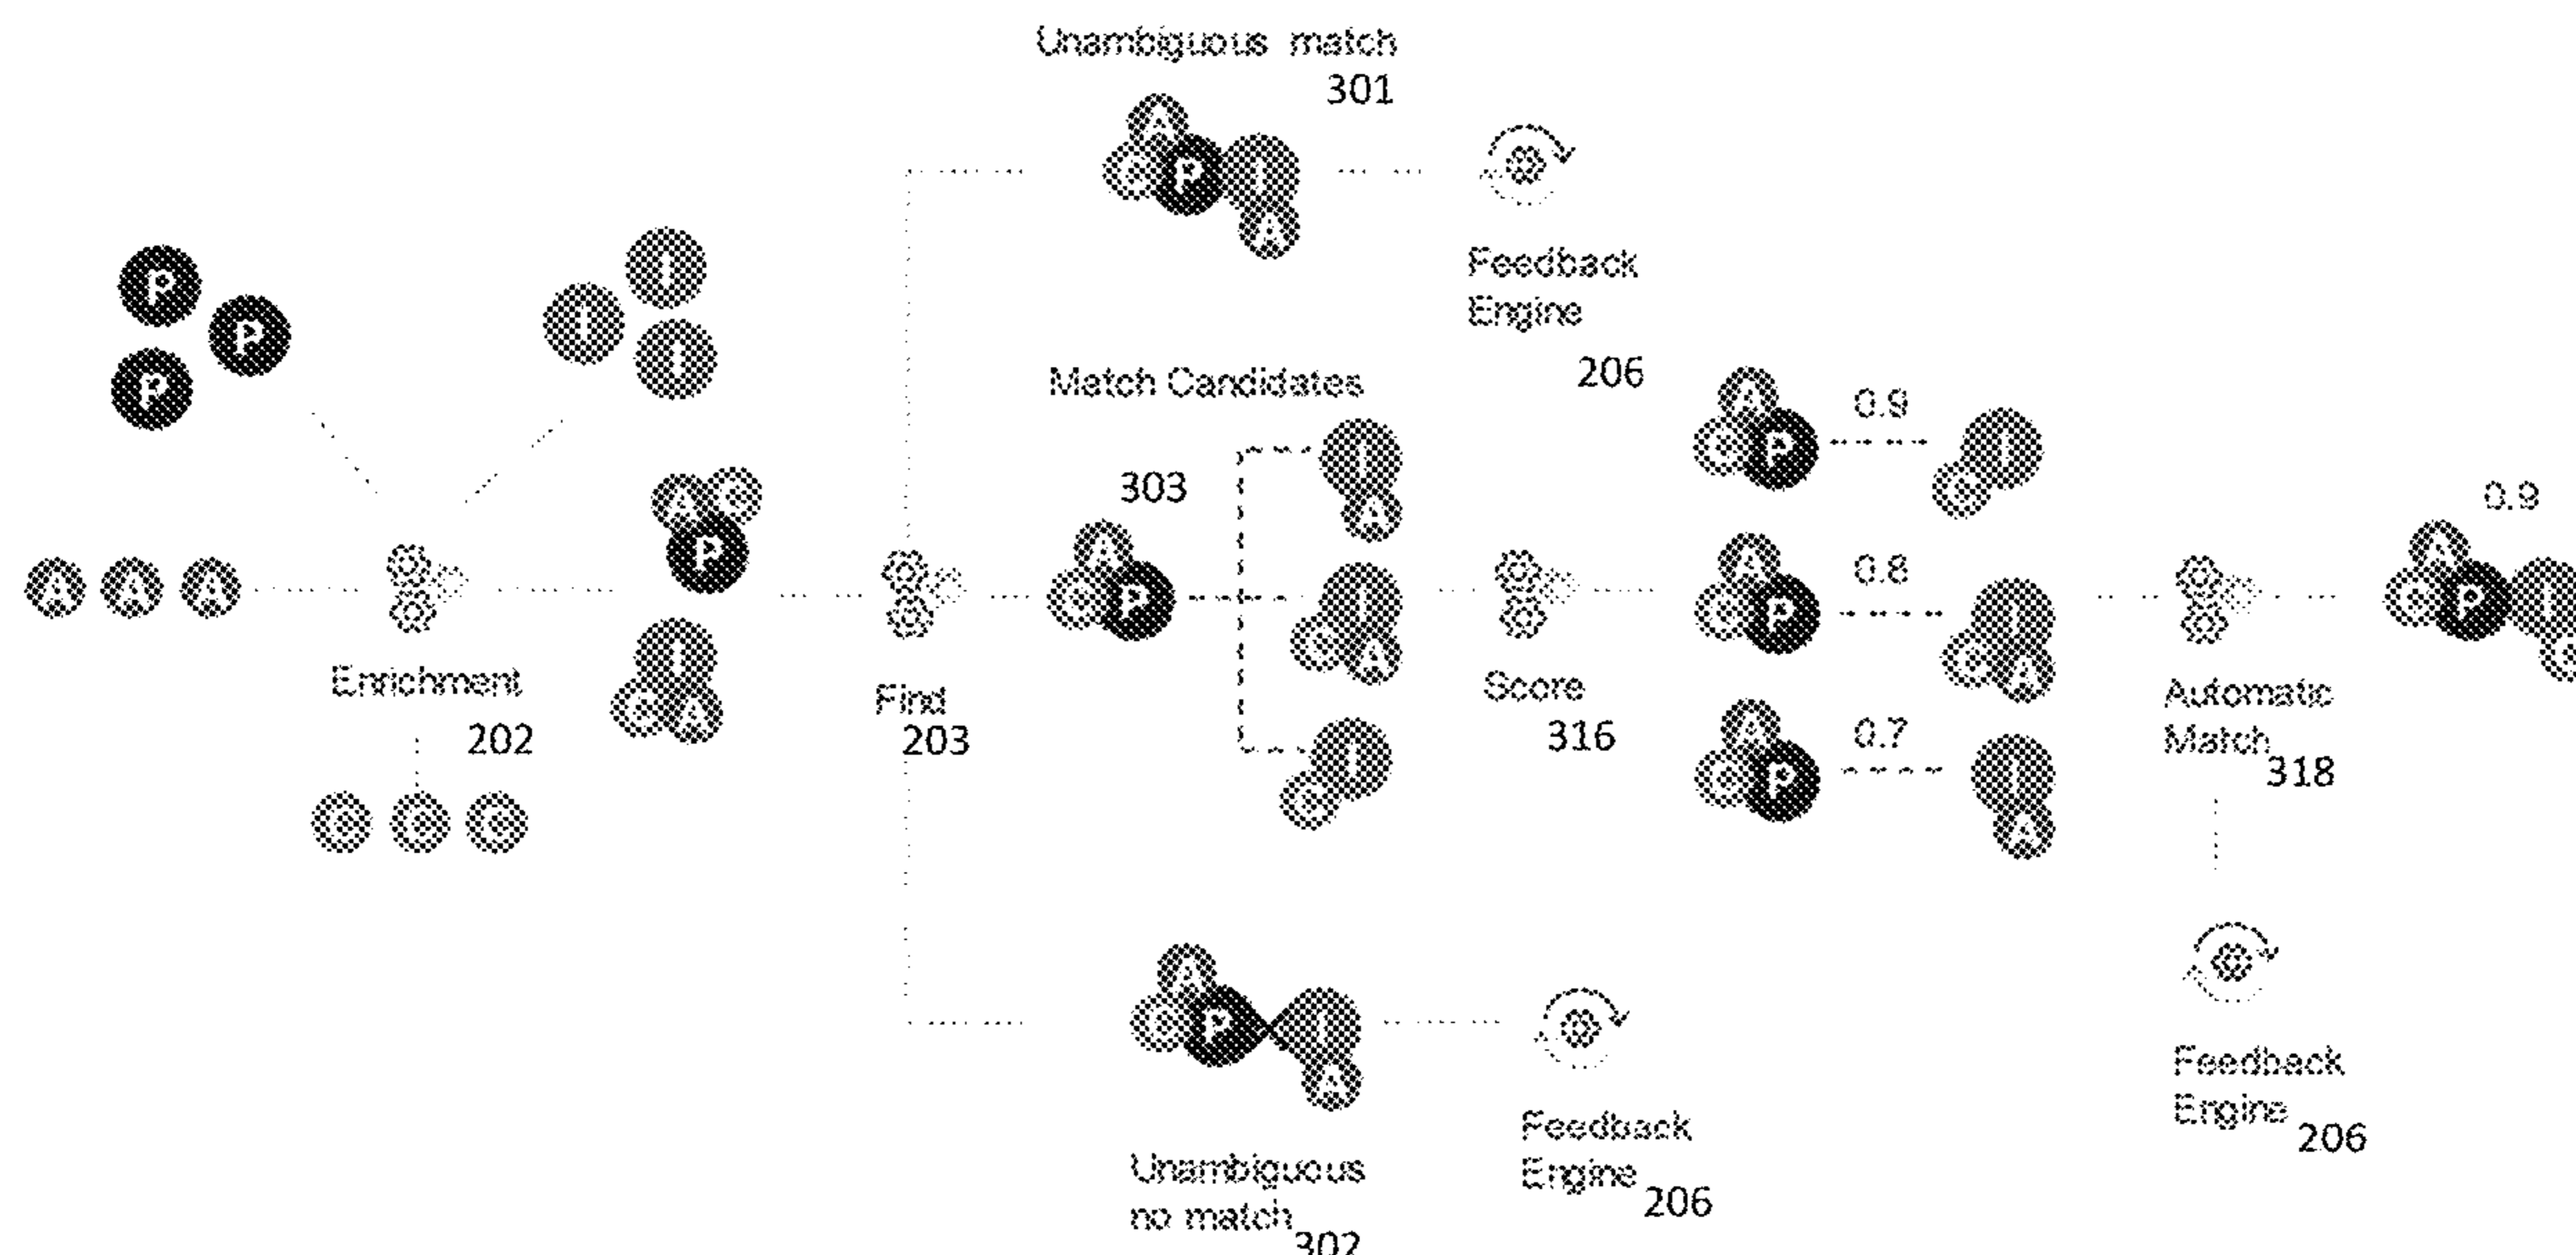 Unambiguous match
301
A
C P I
A
Feedback
Engine
206
P
P
P
I
I
I
Match Candidates
303
A
C P
I
A
I
C A
I
C
A A A
Enrichment
202
C C C
A C
P
I
C A
Find
203
Score
316
A
C P
0.9
I
C
A
C P
0.8
I
C A
A
C P
0.7
I
A
Automatic
Match
318
0.9
A
C P I
C
Feedback
Engine
206
A
C P I
A
Unambiguous
no match
302
Feedback
Engine
206